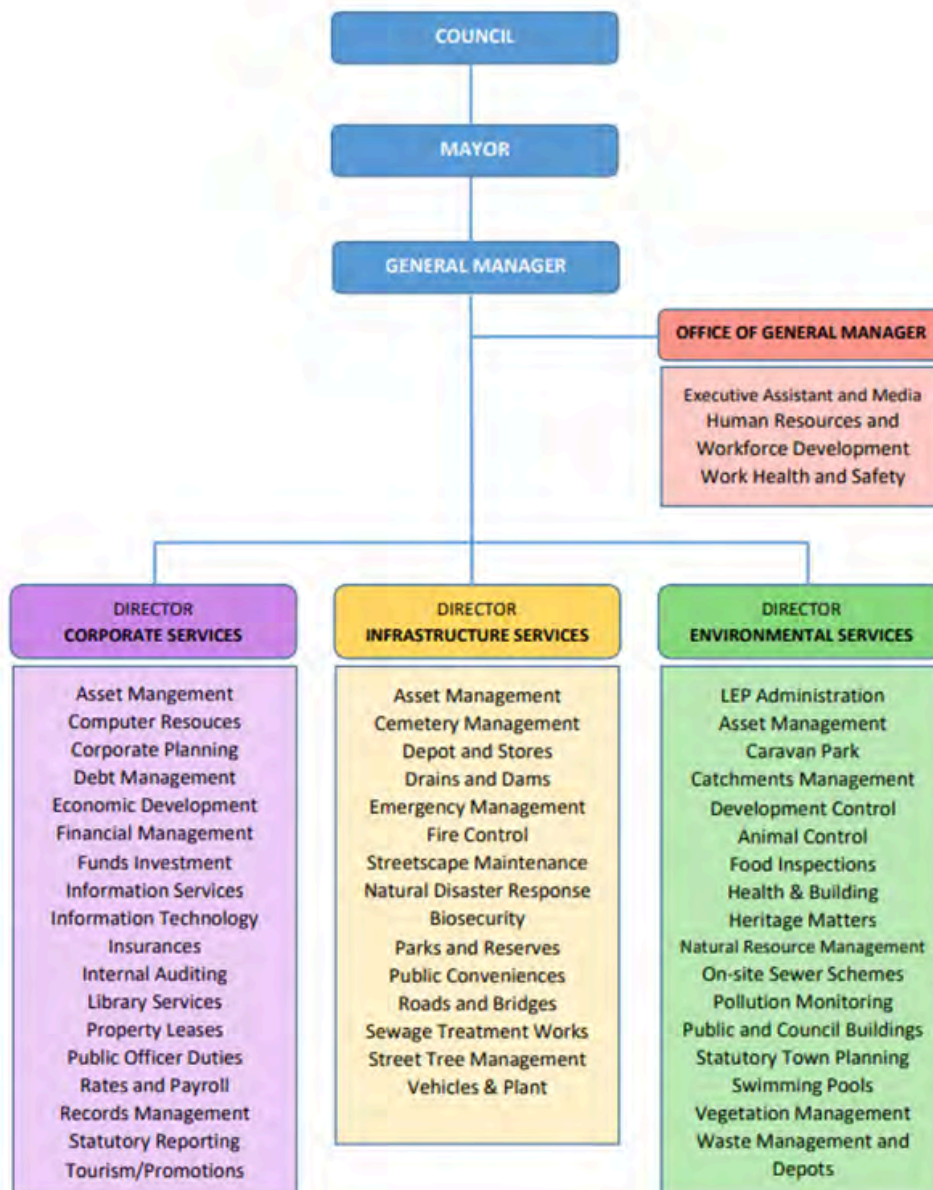 COUNCIL
MAYOR
GENERAL MANAGER
OFFICE OF GENERAL MANAGER
Executive Assistant and Media
Human Resources and
Workforce Development
Work Health and Safety
DIRECTOR
CORPORATE SERVICES
Asset Mangement
Computer Resouces
Corporate Planning
Debt Management
Economic Development
Financial Management
Funds Investment
Information Services
Information Technology
Insurances
Internal Auditing
Library Services
Property Leases
Public Officer Duties
Rates and Payroll
Records Management
Statutory Reporting
Tourism/Promotions
DIRECTOR
INFRASTRUCTURE SERVICES
Asset Management
Cemetery Management
Depot and Stores
Drains and Dams
Emergency Management
Fire Control
Streetscape Maintenance
Natural Disaster Response
Biosecurity
Parks and Reserves
Public Conveniences
Roads and Bridges
Sewage Treatment Works
Street Tree Management
Vehicles & Plant
DIRECTOR
ENVIRONMENTAL SERVICES
LEP Administration
Asset Management
Caravan Park
Catchments Management
Development Control
Animal Control
Food Inspections
Health & Building
Heritage Matters
Natural Resource Management
On-site Sewer Schemes
Pollution Monitoring
Public and Council Buildings
Statutory Town Planning
Swimming Pools
Vegetation Management
Waste Management and
Depots